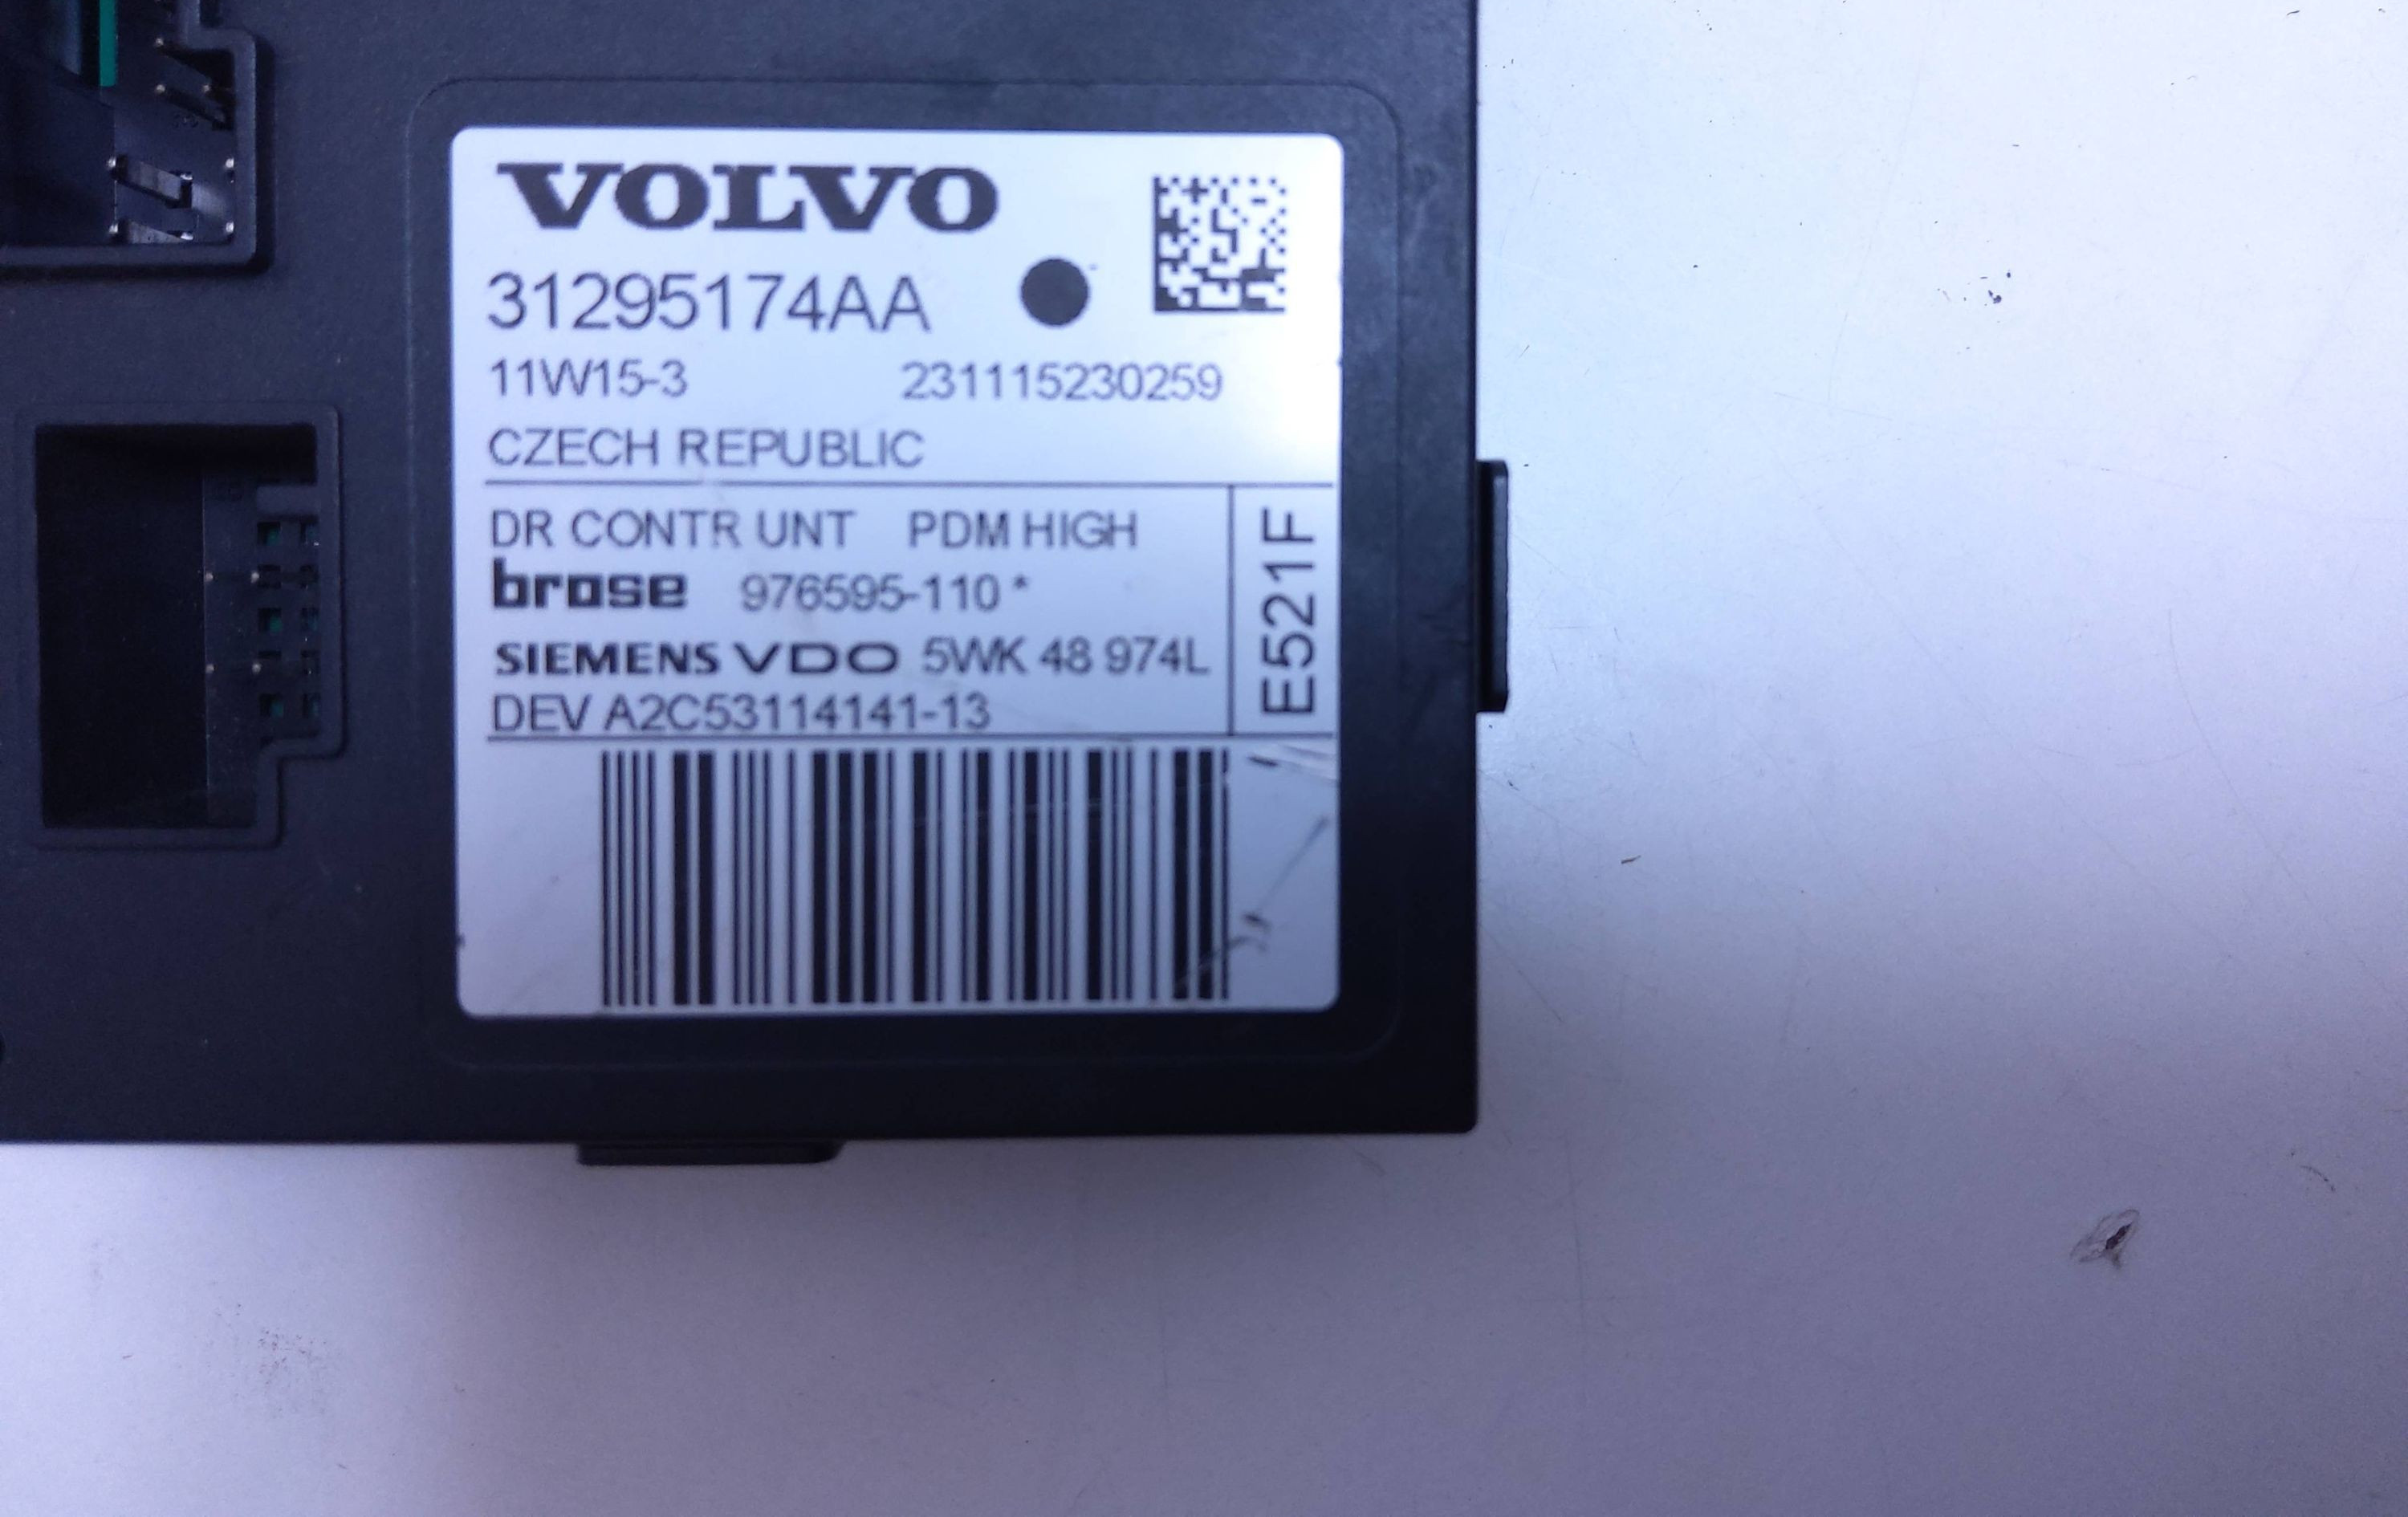 VOLVO
31295174AA
11W15-3 231115230259
CZECH REPUBLIC
DR CONTR UNT PDM HIGH
brose 976595-110 *
SIEMENS VDO 5WK 48 974L
DEV A2C53114141-13
E521F